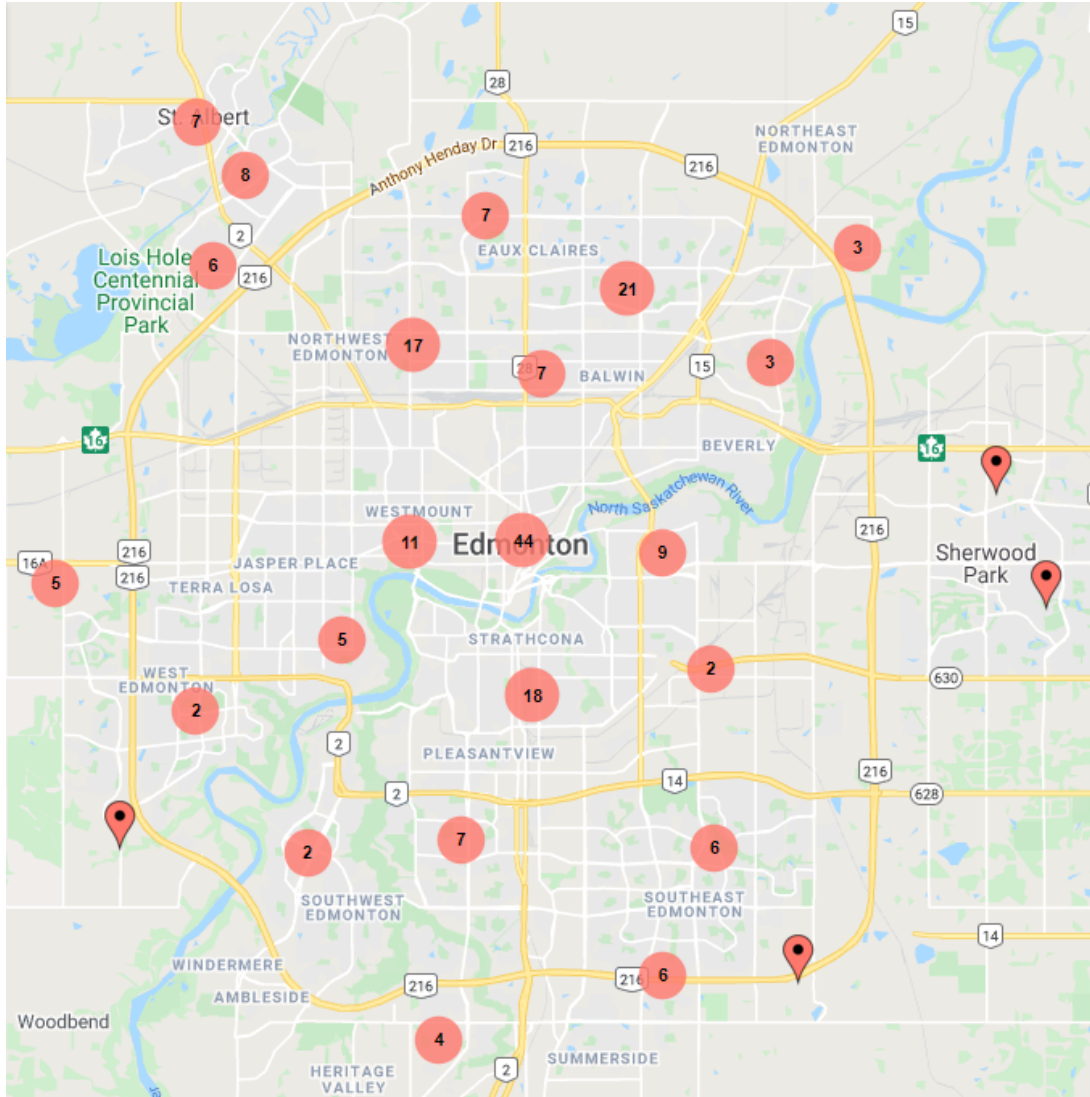 15
28
NORTHEAST
EDMONTON
7
St. Albert
Anthony Henday Dr
216
216
8
7
2
EAUX CLAIRES
3
6
Lois Hole
Centennial
Provincial
Park
216
21
NORTHWEST
EDMONTON
17
28
7
BALWIN
15
3
16
BEVERLY
16
North Saskatchewan River
WESTMOUNT
11
44
Edmonton
9
216
216
16A
5
216
JASPER PLACE
TERRA LOSA
Sherwood
Park
5
STRATHCONA
2
630
WEST
EDMONTON
2
18
2
PLEASANTVIEW
2
14
216
628
2
7
6
SOUTHWEST
EDMONTON
SOUTHEAST
EDMONTON
14
WINDERMERE
AMBLESIDE
216
216
6
Woodbend
4
HERITAGE
VALLEY
SUMMERSIDE
2